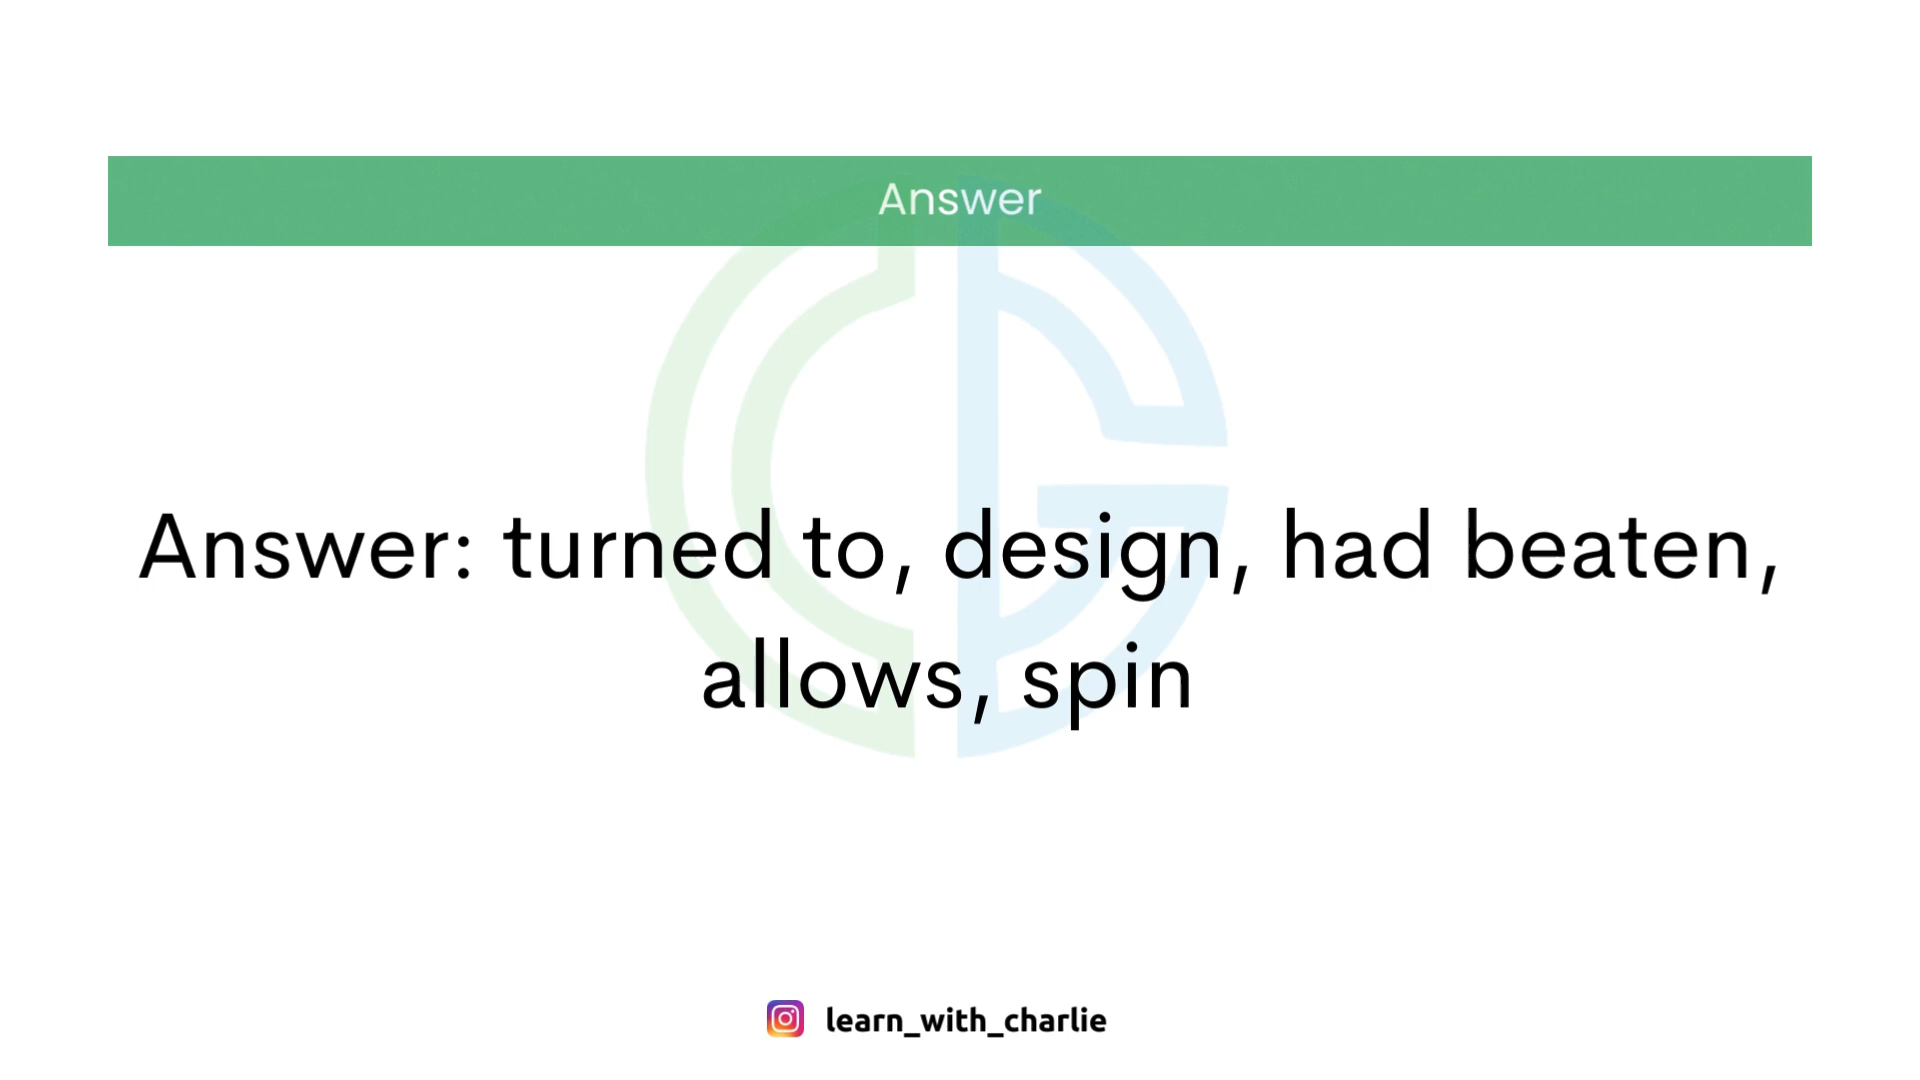 Answer
Answer: turned to, design, had beaten,
allows, spin
learn_with_charlie